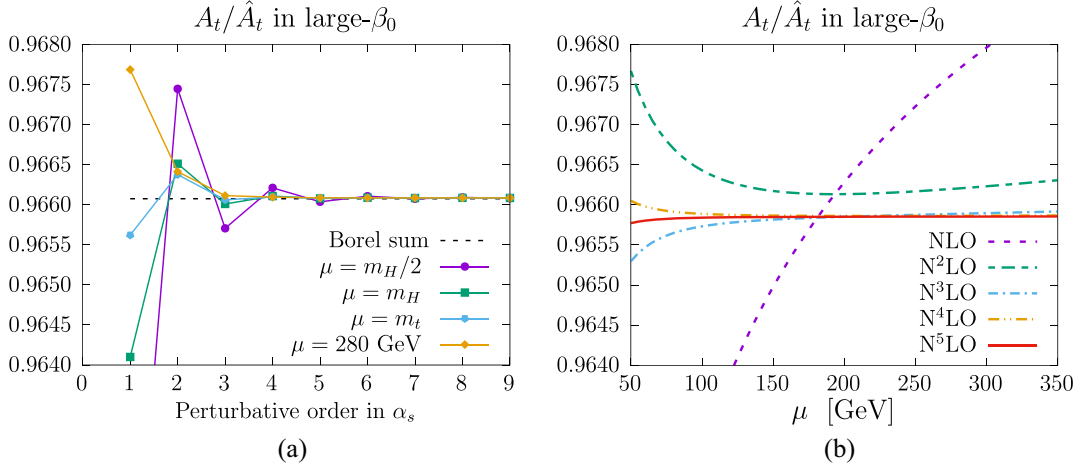 A_t/Â_t in large-β_0
0.9680
0.9675
0.9670
0.9665
0.9660
0.9655
0.9650
0.9645
0.9640
Borel sum
μ = m_H/2
μ = m_H
μ = m_t
μ = 280 GeV
0 1 2 3 4 5 6 7 8 9
Perturbative order in α_s
(a)
A_t/Â_t in large-β_0
0.9680
0.9675
0.9670
0.9665
0.9660
0.9655
0.9650
0.9645
0.9640
NLO
N²LO
N³LO
N⁴LO
N⁵LO
50 100 150 200 250 300 350
μ [GeV]
(b)